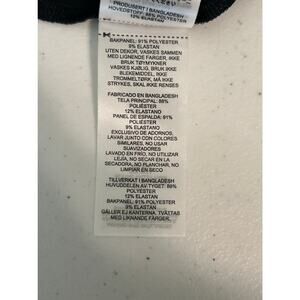 PRODUSERT I BANGLADESH
HOVEDSTOFF: 88% POLYESTER
12% ELASTAN
BAKPANEL: 91% POLYESTER
9% ELASTAN
UTEN DEKOR, VASKES SAMMEN
MED LIGNENDE FARGER, IKKE
BRUK TØYMYKNER
VASKES KJØLIG, BRUK IKKE
BLEKEMIDDEL, IKKE
TROMMELTØRK, MÅ IKKE
STRYKES, SKAL IKKE RENSES
FABRICADO EN BANGLADESH
TELA PRINCIPAL: 88%
POLIÉSTER
12% ELASTANO
PANEL DE ESPALDA: 91%
POLIÉSTER
9% ELASTANO
EXCLUSIVO DE ADORNOS,
LAVAR JUNTO CON COLORES
SIMILARES, NO USAR
SUAVIZADORES
LAVADO EN FRÍO, NO UTILIZAR
LEJÍA, NO SECAR EN LA
SECADORA, NO PLANCHAR, NO
LIMPIAR EN SECO
TILLVERKAT I BANGLADESH
HUVUDDELEN AV TYGET: 88%
POLYESTER
12% ELASTAN
BAKPANEL: 91% POLYESTER
9% ELASTAN
GÄLLER EJ KANTERNA, TVÄTTAS
MED LIKNANDE FÄRGER,